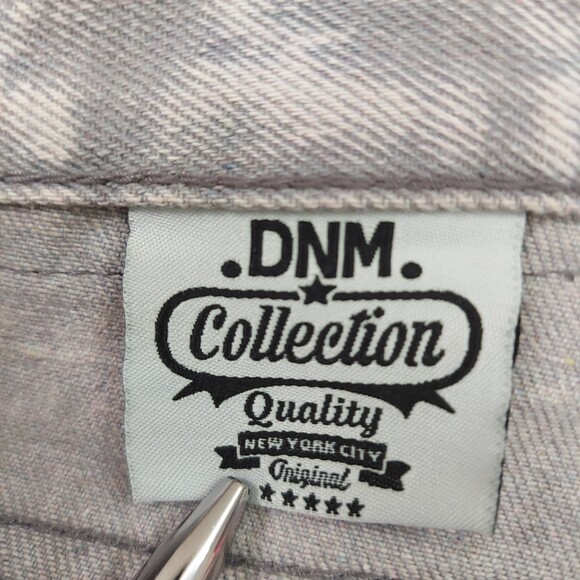 .DNM.
Collection
Quality
NEW YORK CITY
Original